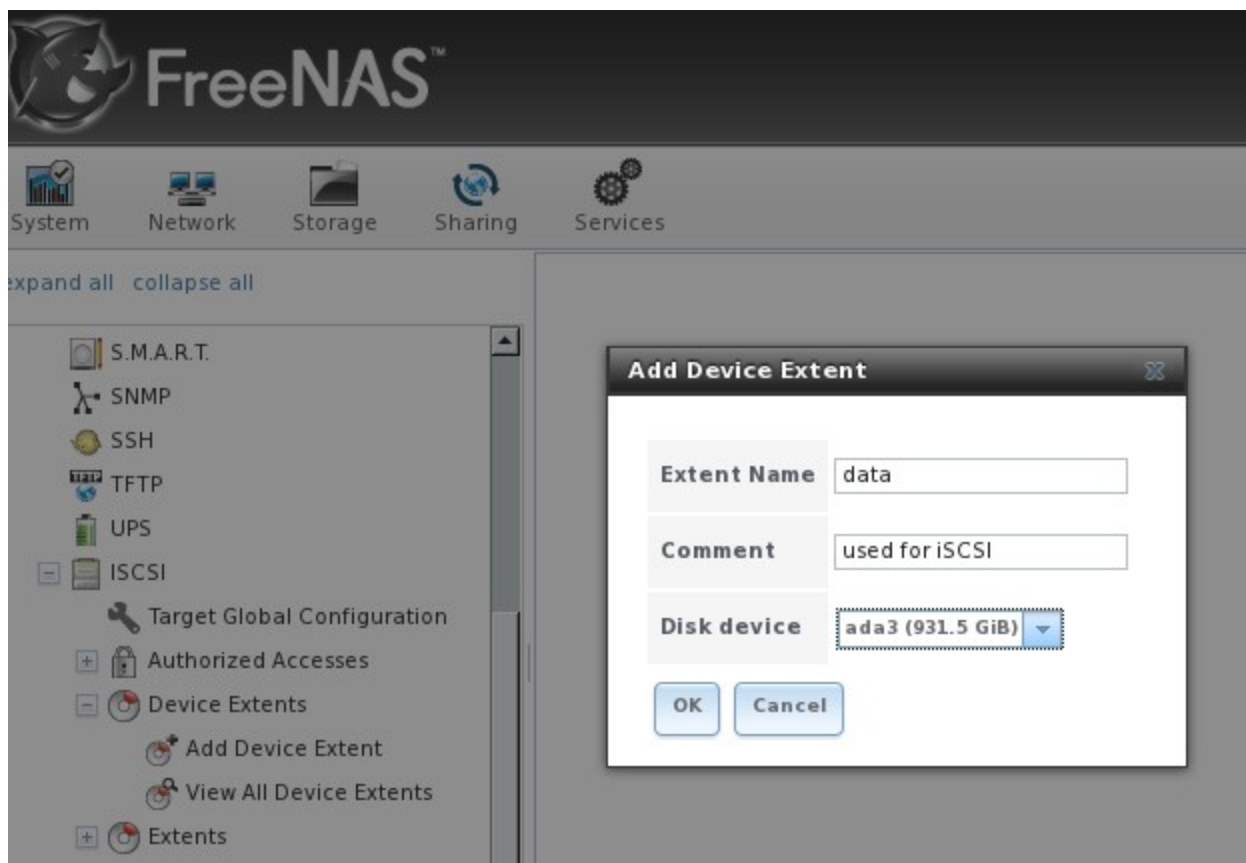 FreeNAS™
System Network Storage Sharing Services
expand all collapse all
S.M.A.R.T.
SNMP
SSH
TFTP
UPS
ISCSI
Target Global Configuration
Authorized Accesses
Device Extents
Add Device Extent
View All Device Extents
Extents
Add Device Extent
Extent Name data
Comment used for iSCSI
Disk device ada3 (931.5 GiB)
OK Cancel